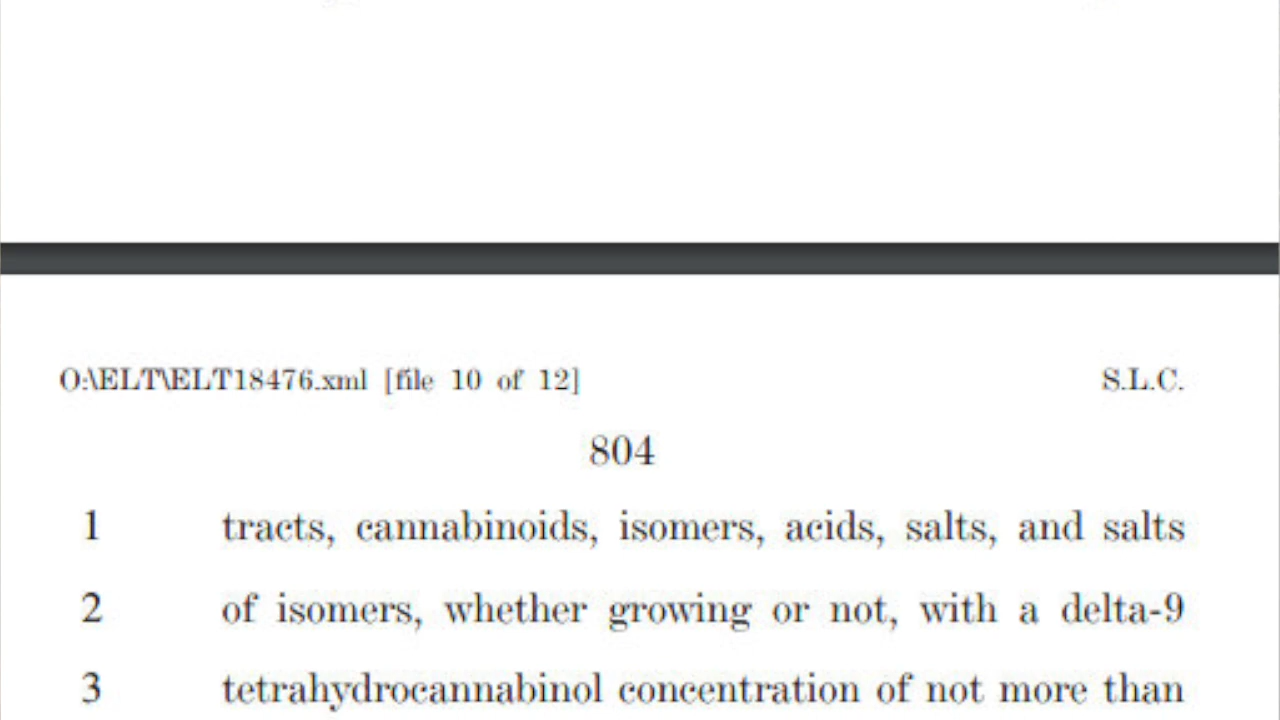 O:\ELT\ELT18476.xml [file 10 of 12] S.L.C.
804
1 tracts, cannabinoids, isomers, acids, salts, and salts
2 of isomers, whether growing or not, with a delta-9
3 tetrahydrocannabinol concentration of not more than